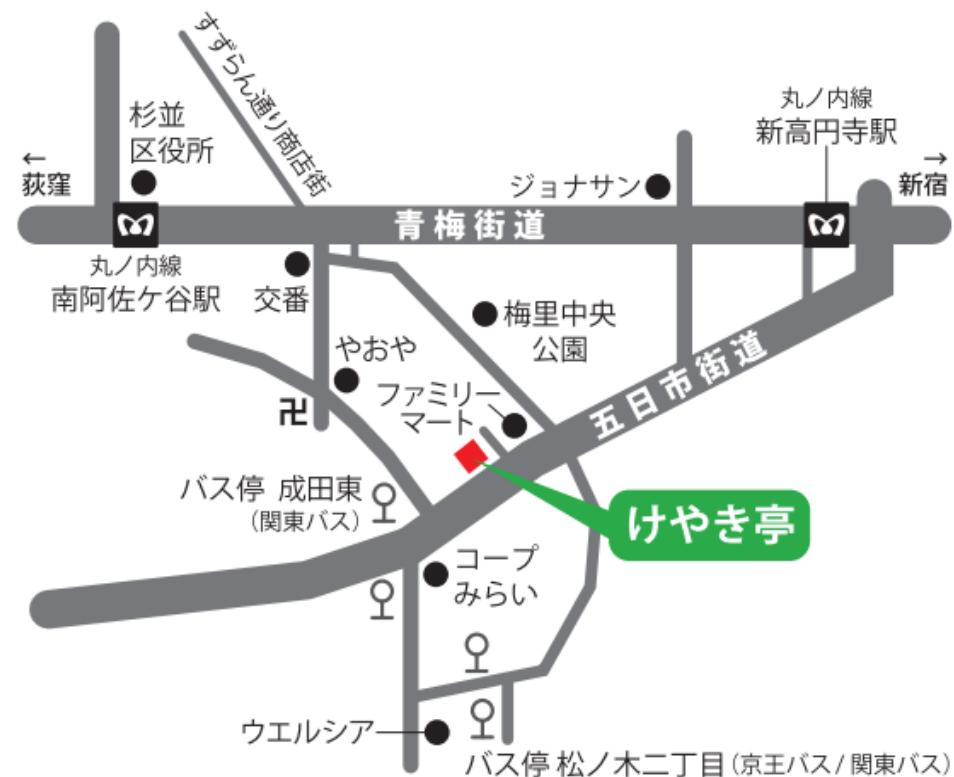 すずらん通り商店街
杉並
区役所
←
荻窪
丸ノ内線
新高円寺駅
→
新宿
ジョナサン
青梅街道
丸ノ内線
南阿佐ケ谷駅
交番
梅里中央
公園
やおや
ファミリー
マート
五日市街道
卍
バス停 成田東
（関東バス）
けやき亭
コープ
みらい
ウエルシア
バス停 松ノ木二丁目（京王バス/関東バス）